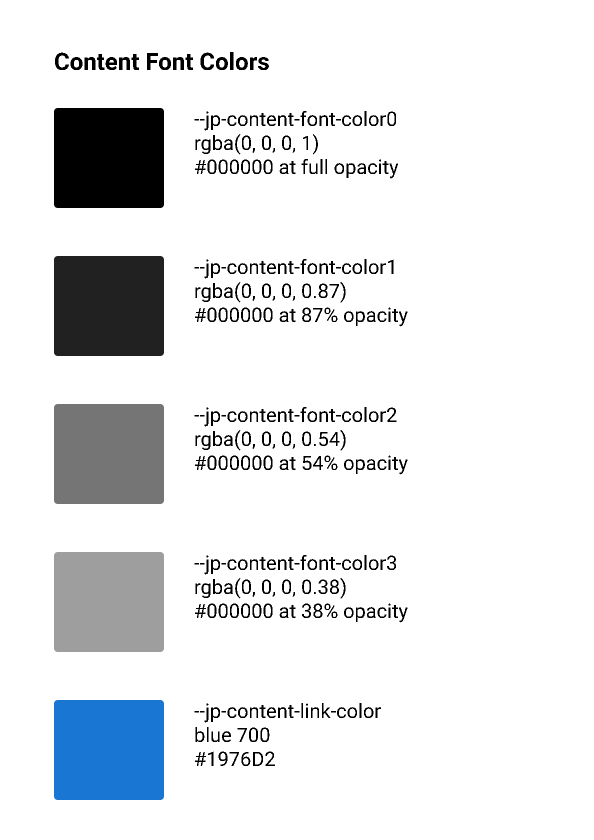 Content Font Colors
--jp-content-font-color0
rgba(0, 0, 0, 1)
#000000 at full opacity
--jp-content-font-color1
rgba(0, 0, 0, 0.87)
#000000 at 87% opacity
--jp-content-font-color2
rgba(0, 0, 0, 0.54)
#000000 at 54% opacity
--jp-content-font-color3
rgba(0, 0, 0, 0.38)
#000000 at 38% opacity
--jp-content-link-color
blue 700
#1976D2